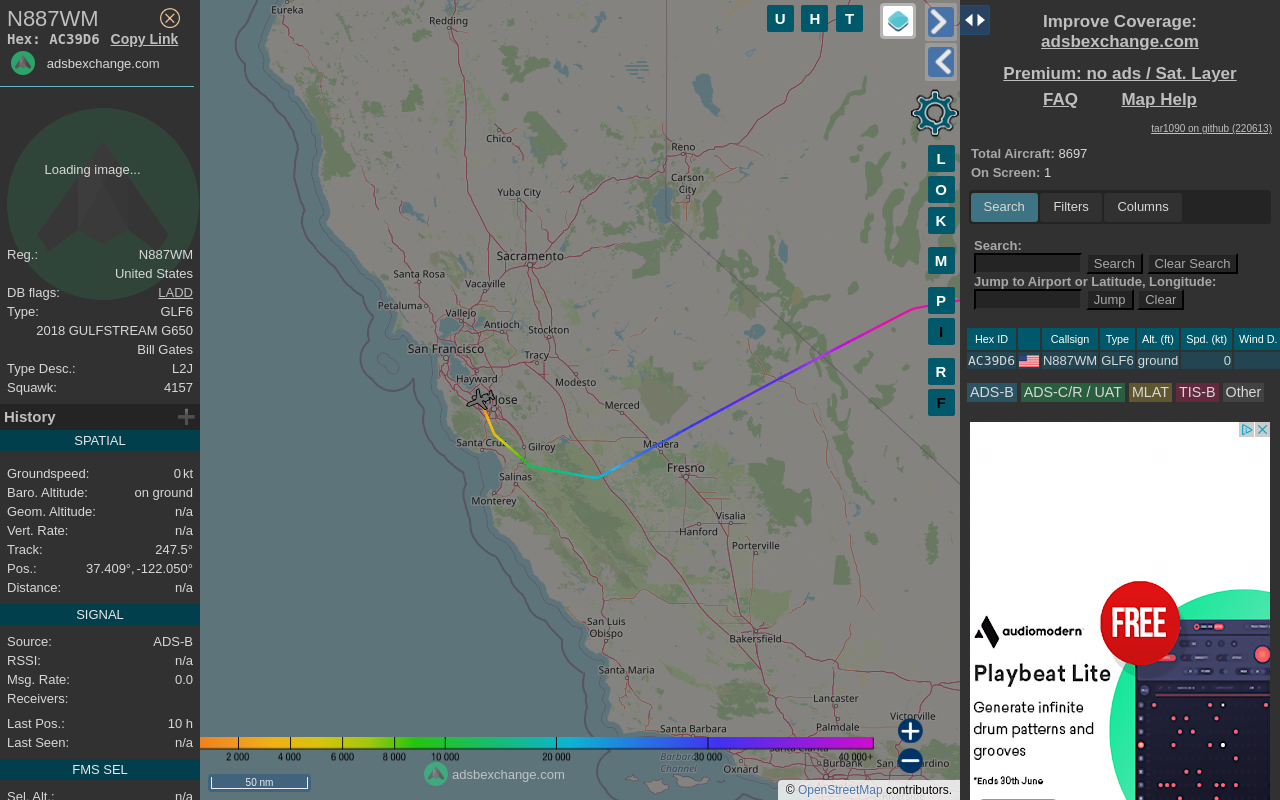 N887WM
Hex: AC39D6 Copy Link
adsbexchange.com
Loading image...
Reg.: N887WM
United States
DB flags: LADD
Type: GLF6
2018 GULFSTREAM G650
Bill Gates
Type Desc.: L2J
Squawk: 4157
History
SPATIAL
Groundspeed: 0 kt
Baro. Altitude: on ground
Geom. Altitude: n/a
Vert. Rate: n/a
Track: 247.5°
Pos.: 37.409°, -122.050°
Distance: n/a
SIGNAL
Source: ADS-B
RSSI: n/a
Msg. Rate: 0.0
Receivers:
Last Pos.: 10 h
Last Seen: n/a
FMS SEL
Sel. Alt.: n/a
U H T
L
O
K
M
P
I
R
F
Eureka
Redding
Chico
Reno
Carson
City
Yuba City
Sacramento
Santa Rosa
Vacaville
Petaluma
Vallejo
Antioch
Stockton
San Francisco
Tracy
Hayward
Modesto
Jose
Merced
Santa Cruz
Gilroy
Madera
Fresno
Salinas
Monterey
Visalia
Hanford
Porterville
San Luis
Obispo
Bakersfield
Santa Maria
Lancaster
Palmdale
Victorville
Santa Barbara
Santa Clarita
Barbara
Channel
Oxnard
Burbank
San Bernardino
2 000 4 000 6 000 8 000 10 000 20 000 30 000 40 000+
adsbexchange.com
50 nm
© OpenStreetMap contributors.
Improve Coverage:
adsbexchange.com
Premium: no ads / Sat. Layer
FAQ Map Help
tar1090 on github (220613)
Total Aircraft: 8697
On Screen: 1
Search Filters Columns
Search:
Search Clear Search
Jump to Airport or Latitude, Longitude:
Jump Clear
Hex ID Callsign Type Alt. (ft) Spd. (kt) Wind D.
AC39D6 N887WM GLF6 ground 0
ADS-B ADS-C/R / UAT MLAT TIS-B Other
FREE
audiomodern
Playbeat Lite
Generate infinite
drum patterns and
grooves
*Ends 30th June